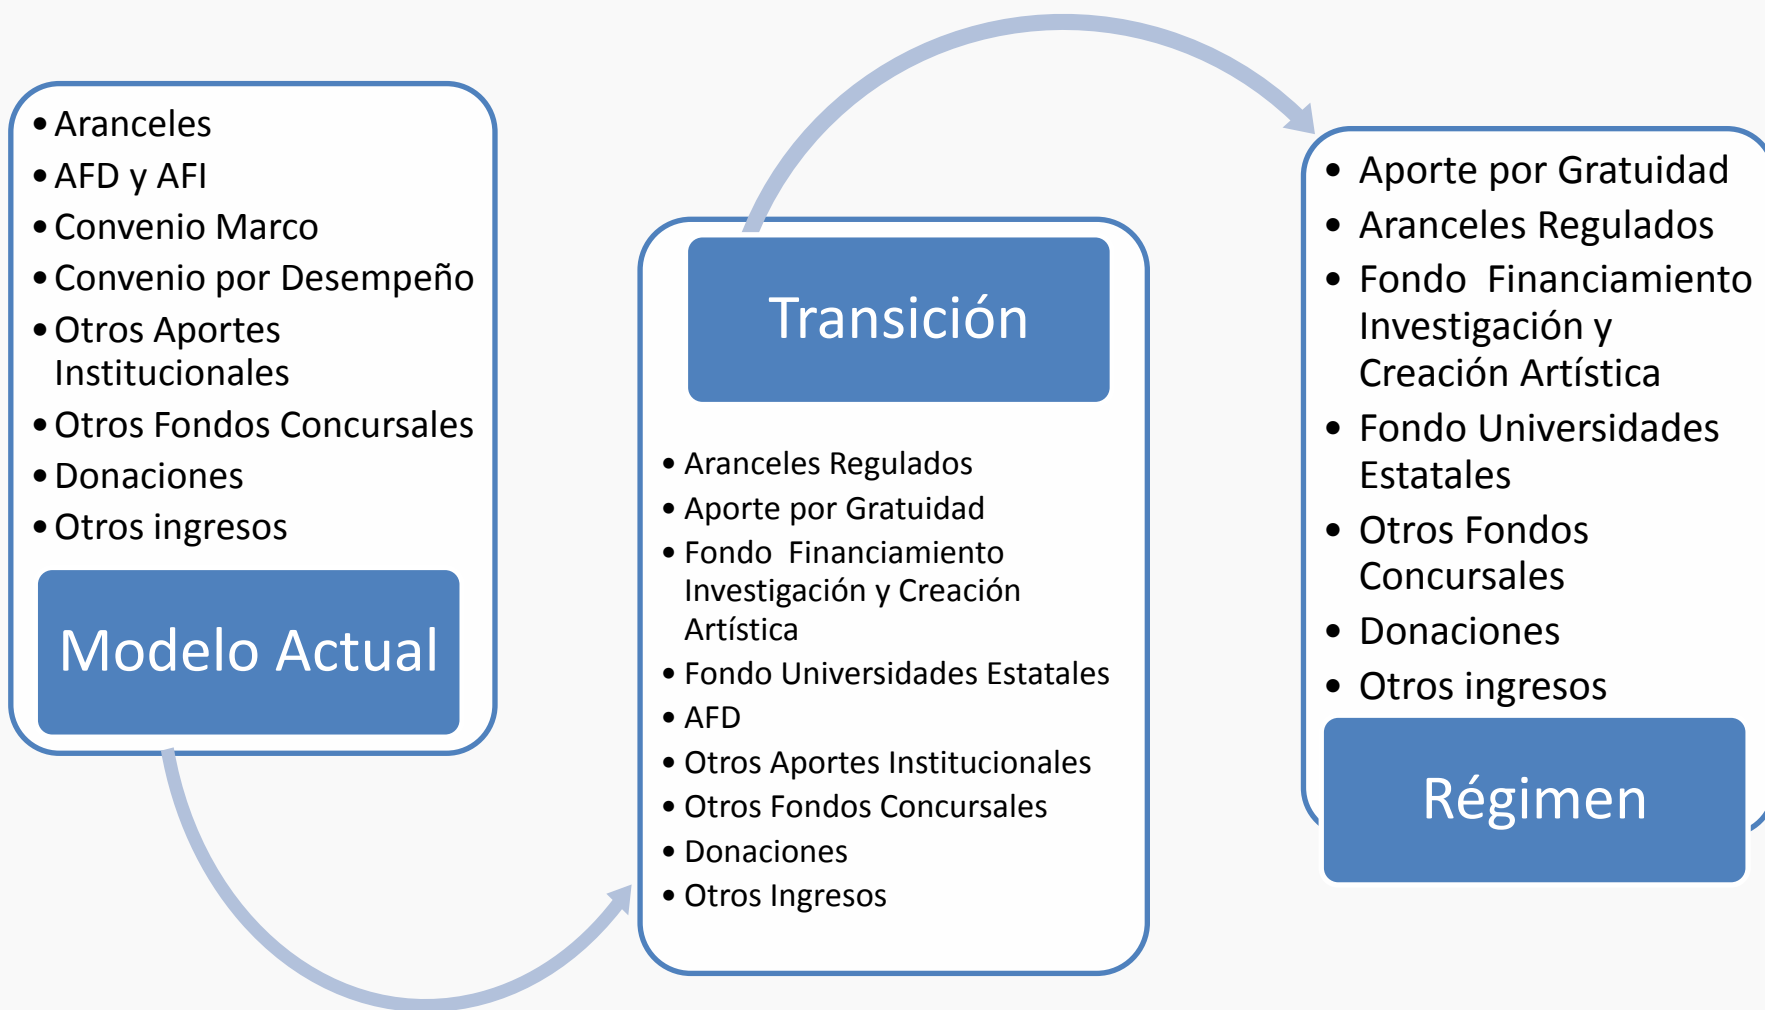 • Aranceles
• AFD y AFI
• Convenio Marco
• Convenio por Desempeño
• Otros Aportes
Institucionales
• Otros Fondos Concursales
• Donaciones
• Otros ingresos
Modelo Actual
Transición
• Aranceles Regulados
• Aporte por Gratuidad
• Fondo Financiamiento
Investigación y Creación
Artística
• Fondo Universidades Estatales
• AFD
• Otros Aportes Institucionales
• Otros Fondos Concursales
• Donaciones
• Otros Ingresos
• Aporte por Gratuidad
• Aranceles Regulados
• Fondo Financiamiento
Investigación y
Creación Artística
• Fondo Universidades
Estatales
• Otros Fondos
Concursales
• Donaciones
• Otros ingresos
Régimen